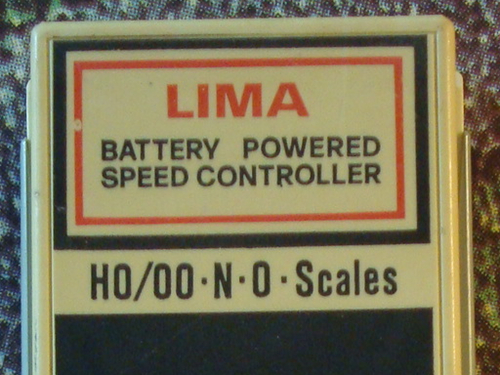 LIMA
BATTERY POWERED
SPEED CONTROLLER
HO/OO·N·O·Scales